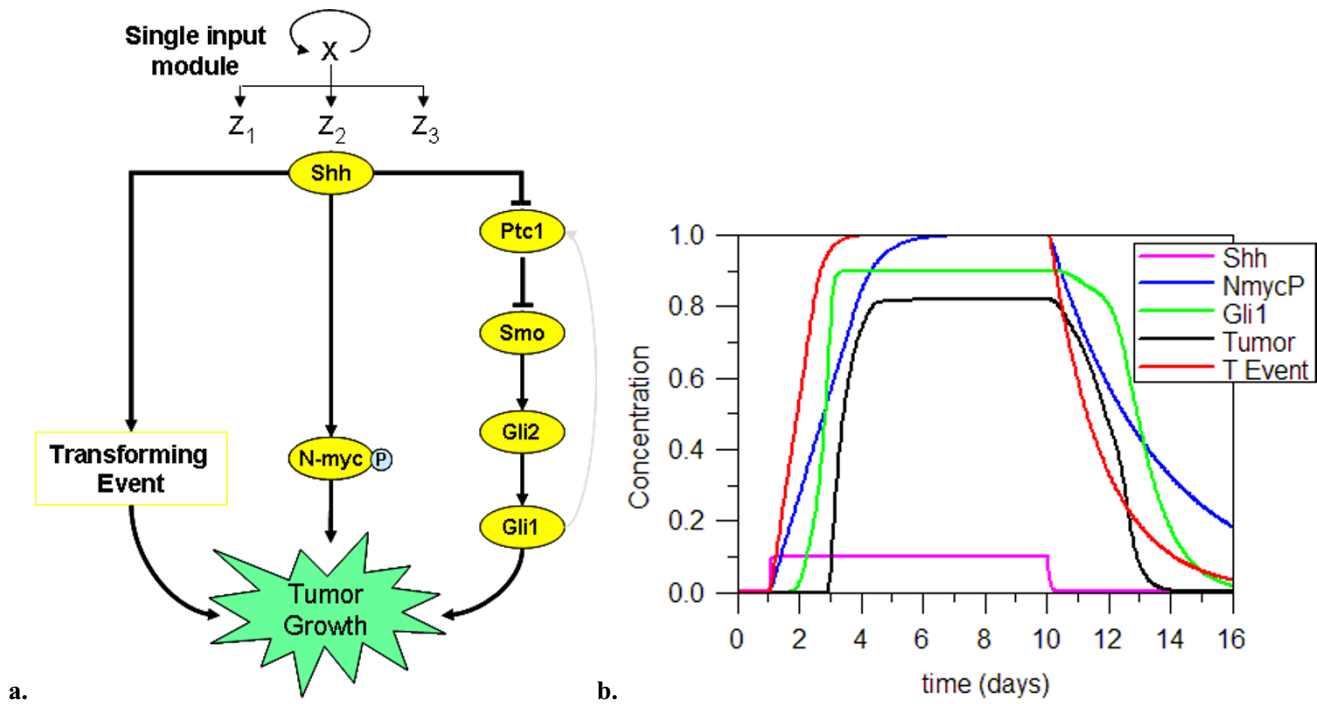 Single input
module
X
Z1 Z2 Z3
Shh
Ptc1
Smo
Gli2
Gli1
N-myc P
Transforming
Event
Tumor
Growth
a.
Concentration
1.0
0.8
0.6
0.4
0.2
0.0
0 2 4 6 8 10 12 14 16
time (days)
Shh
NmycP
Gli1
Tumor
T Event
b.